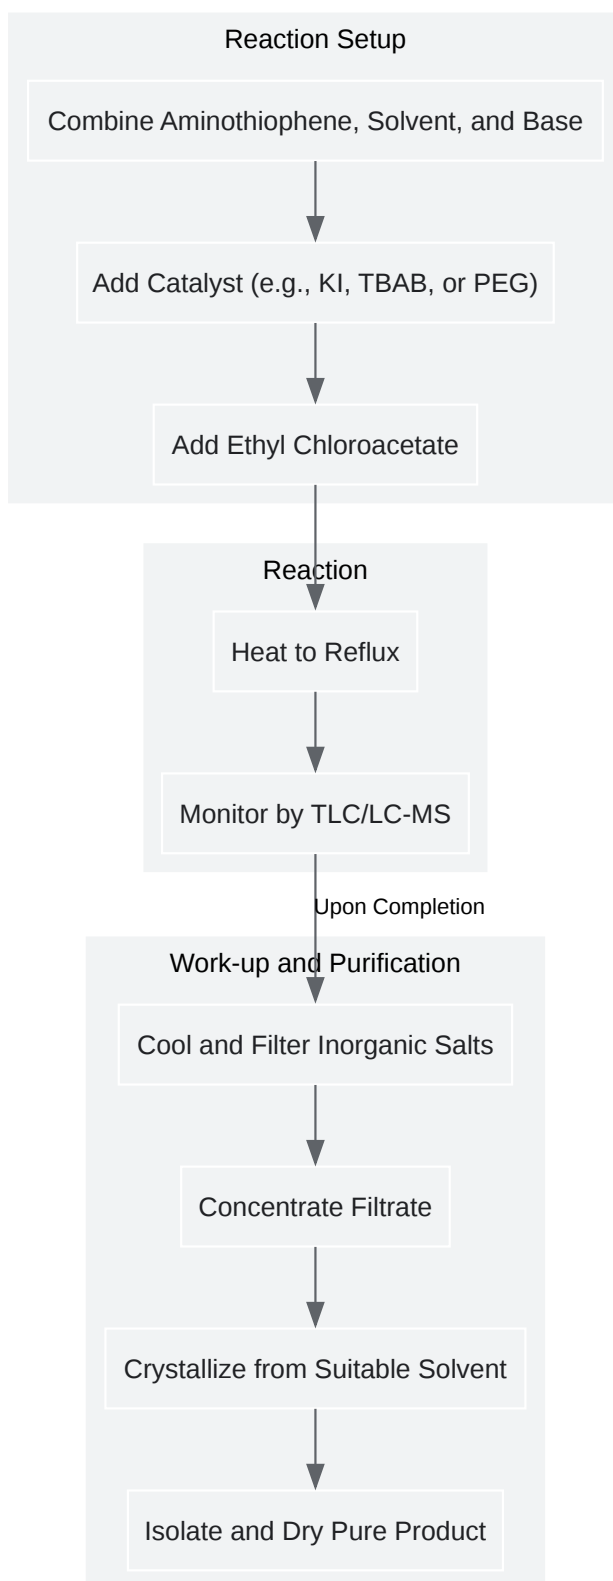 Reaction Setup
Combine Aminothiophene, Solvent, and Base
Add Catalyst (e.g., KI, TBAB, or PEG)
Add Ethyl Chloroacetate
Reaction
Heat to Reflux
Monitor by TLC/LC-MS
Upon Completion
Work-up and Purification
Cool and Filter Inorganic Salts
Concentrate Filtrate
Crystallize from Suitable Solvent
Isolate and Dry Pure Product